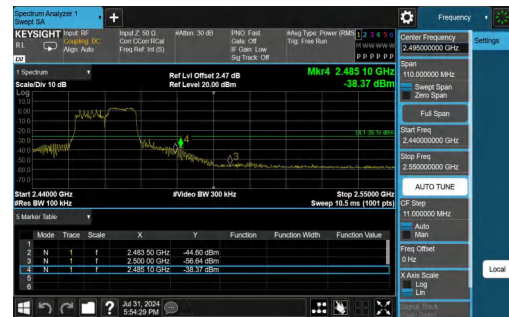 Spectrum Analyzer 1
Swept SA
Frequency
KEYSIGHT
RL
Input: RF
Coupling: DC
Align: Auto
Input Z: 50 Ω
Corr CCorr RCal
Freq Ref: Int (S)
#Atten: 30 dB
PNO: Fast
Gate: Off
IF Gain: Low
Sig Track: Off
#Avg Type: Power (RMS
Trig: Free Run
1 2 3 4 5 6
M W W W W W
P P P P P P
LXI
1 Spectrum
Scale/Div 10 dB
Ref Lvl Offset 2.47 dB
Ref Level 20.00 dBm
Mkr4 2.485 10 GHz
-38.37 dBm
Log
10.0
0.00
-10.0
-20.0
-30.0
-40.0
-50.0
-60.0
-70.0
4
3
Start 2.44000 GHz
#Res BW 100 kHz
#Video BW 300 kHz
Stop 2.55000 GHz
Sweep 10.5 ms (1001 pts)
5 Marker Table
Mode Trace Scale X Y Function Function Width Function Value
1
2 N 1 f 2.483 50 GHz -44.60 dBm
3 N 1 f 2.500 00 GHz -56.64 dBm
4 N 1 f 2.485 10 GHz -38.37 dBm
5
6
Jul 31, 2024
5:54:29 PM
Center Frequency
2.495000000 GHz
Settings
Span
110.000000 MHz
Swept Span
Zero Span
Full Span
Start Freq
2.440000000 GHz
Stop Freq
2.550000000 GHz
AUTO TUNE
CF Step
11.000000 MHz
Auto
Man
Freq Offset
0 Hz
X Axis Scale
Log
Lin
Signal Track
Local